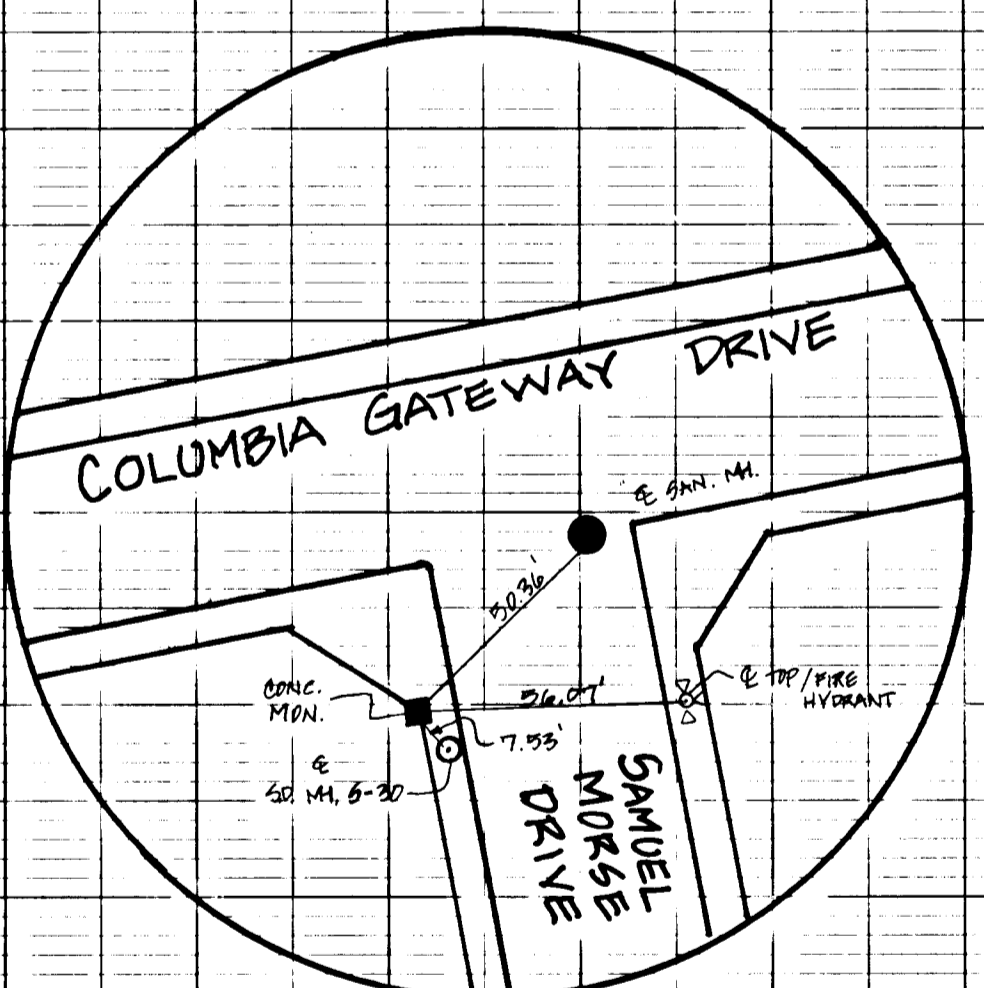 COLUMBIA GATEWAY DRIVE
℄ SAN. MH.
50.36'
CONC.
MON.
56.07'
℄ TOP/FIRE
HYDRANT
7.53'
℄
SD. MH. S-30
SAMUEL
MORSE
DRIVE